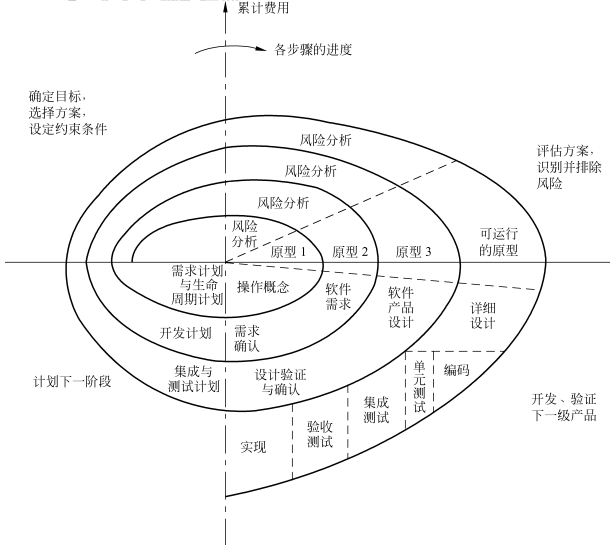 累计费用
各步骤的进度
确定目标，
选择方案，
设定约束条件
评估方案，
识别并排除
风险
风险分析
风险分析
风险分析
风险
分析
原型 1
原型 2
原型 3
可运行
的原型
需求计划
与生命
周期计划
操作概念
软件
需求
软件
产品
设计
详细
设计
开发计划
需求
确认
集成与
测试计划
设计验证
与确认
单
元
测
试
编码
集成
测试
验收
测试
实现
计划下一阶段
开发、验证
下一级产品